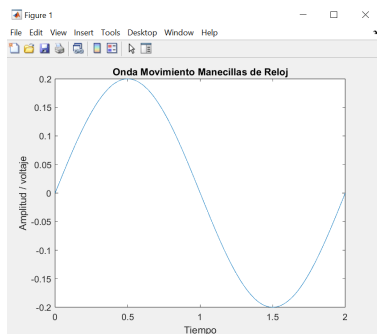 Figure 1
File Edit View Insert Tools Desktop Window Help
Onda Movimiento Manecillas de Reloj
0.2
0.15
0.1
0.05
0
-0.05
-0.1
-0.15
-0.2
Amplitud / voltaje
0 0.5 1 1.5 2
Tiempo